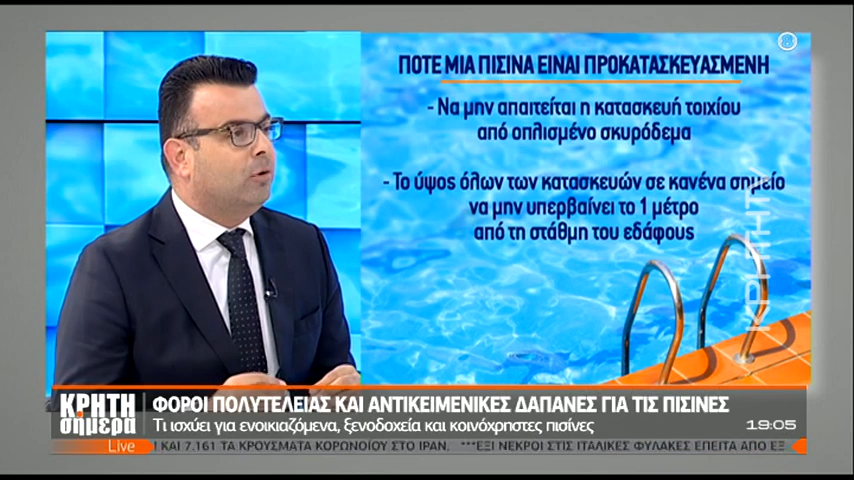 ΠΟΤΕ ΜΙΑ ΠΙΣΙΝΑ ΕΙΝΑΙ ΠΡΟΚΑΤΑΣΚΕΥΑΣΜΕΝΗ
- Να μην απαιτείται η κατασκευή τοιχίου
από οπλισμένο σκυρόδεμα
- Το ύψος όλων των κατασκευών σε κανένα σημείο
να μην υπερβαίνει το 1 μέτρο
από τη στάθμη του εδάφους
ΚΡΗΤΗ TV
ΚΡΗΤΗ
σήμερα
Live
ΦΟΡΟΙ ΠΟΛΥΤΕΛΕΙΑΣ ΚΑΙ ΑΝΤΙΚΕΙΜΕΝΙΚΕΣ ΔΑΠΑΝΕΣ ΓΙΑ ΤΙΣ ΠΙΣΙΝΕΣ
Τι ισχύει για ενοικιαζόμενα, ξενοδοχεία και κοινόχρηστες πισίνες
19:05
Ι ΚΑΙ 7.161 ΤΑ ΚΡΟΥΣΜΑΤΑ ΚΟΡΩΝΟΪΟΥ ΣΤΟ ΙΡΑΝ. ***ΕΞΙ ΝΕΚΡΟΙ ΣΤΙΣ ΙΤΑΛΙΚΕΣ ΦΥΛΑΚΕΣ ΕΠΕΙΤΑ ΑΠΟ ΕΞ